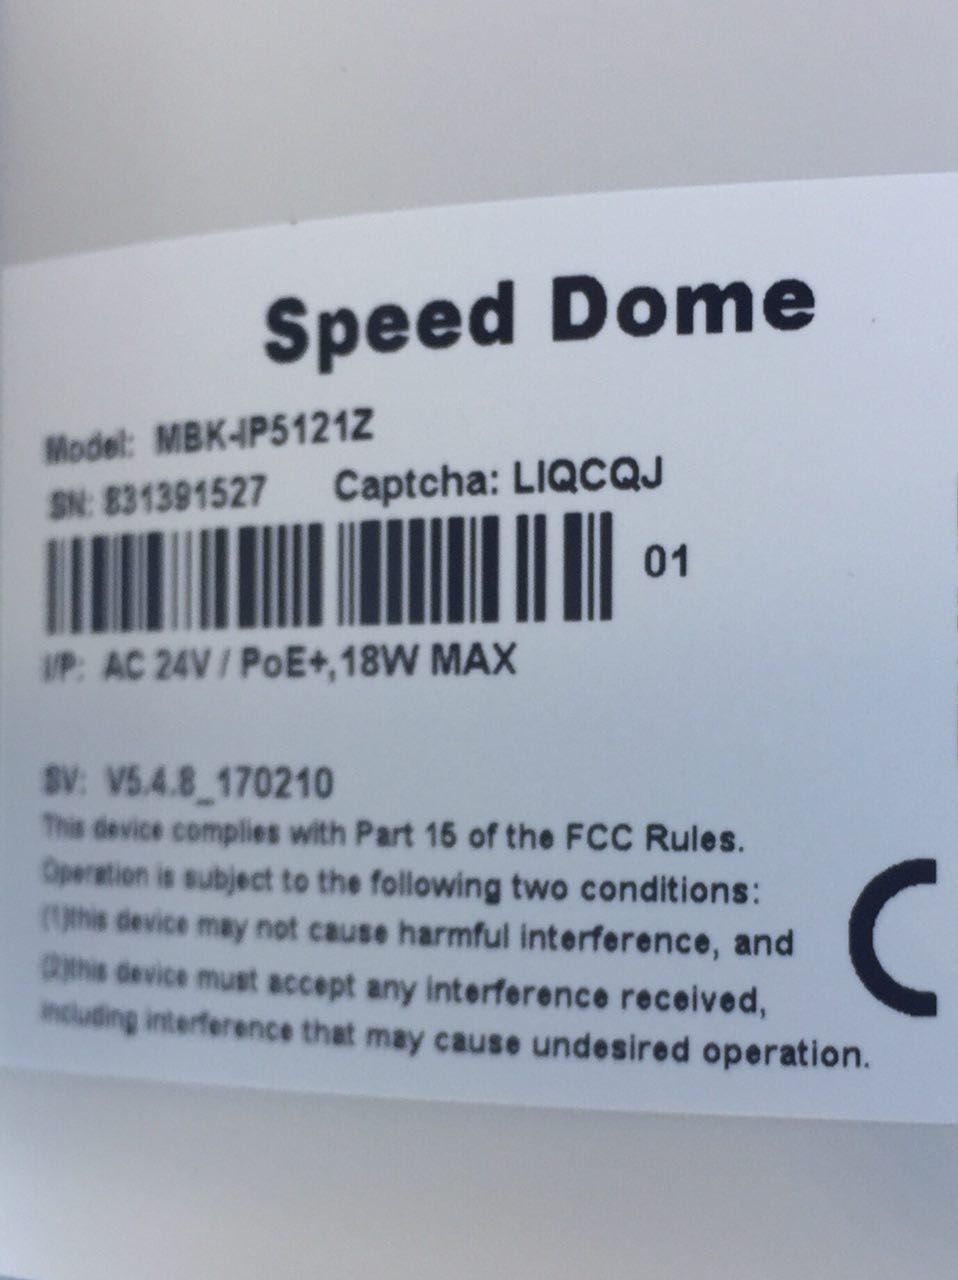 Speed Dome
Model: MBK-IP5121Z
SN: 831391527 Captcha: LIQCQJ
01
I/P: AC 24V / PoE+,18W MAX
SV: V5.4.8_170210
This device complies with Part 15 of the FCC Rules.
Operation is subject to the following two conditions:
(1)this device may not cause harmful interference, and
(2)this device must accept any interference received,
including interference that may cause undesired operation.